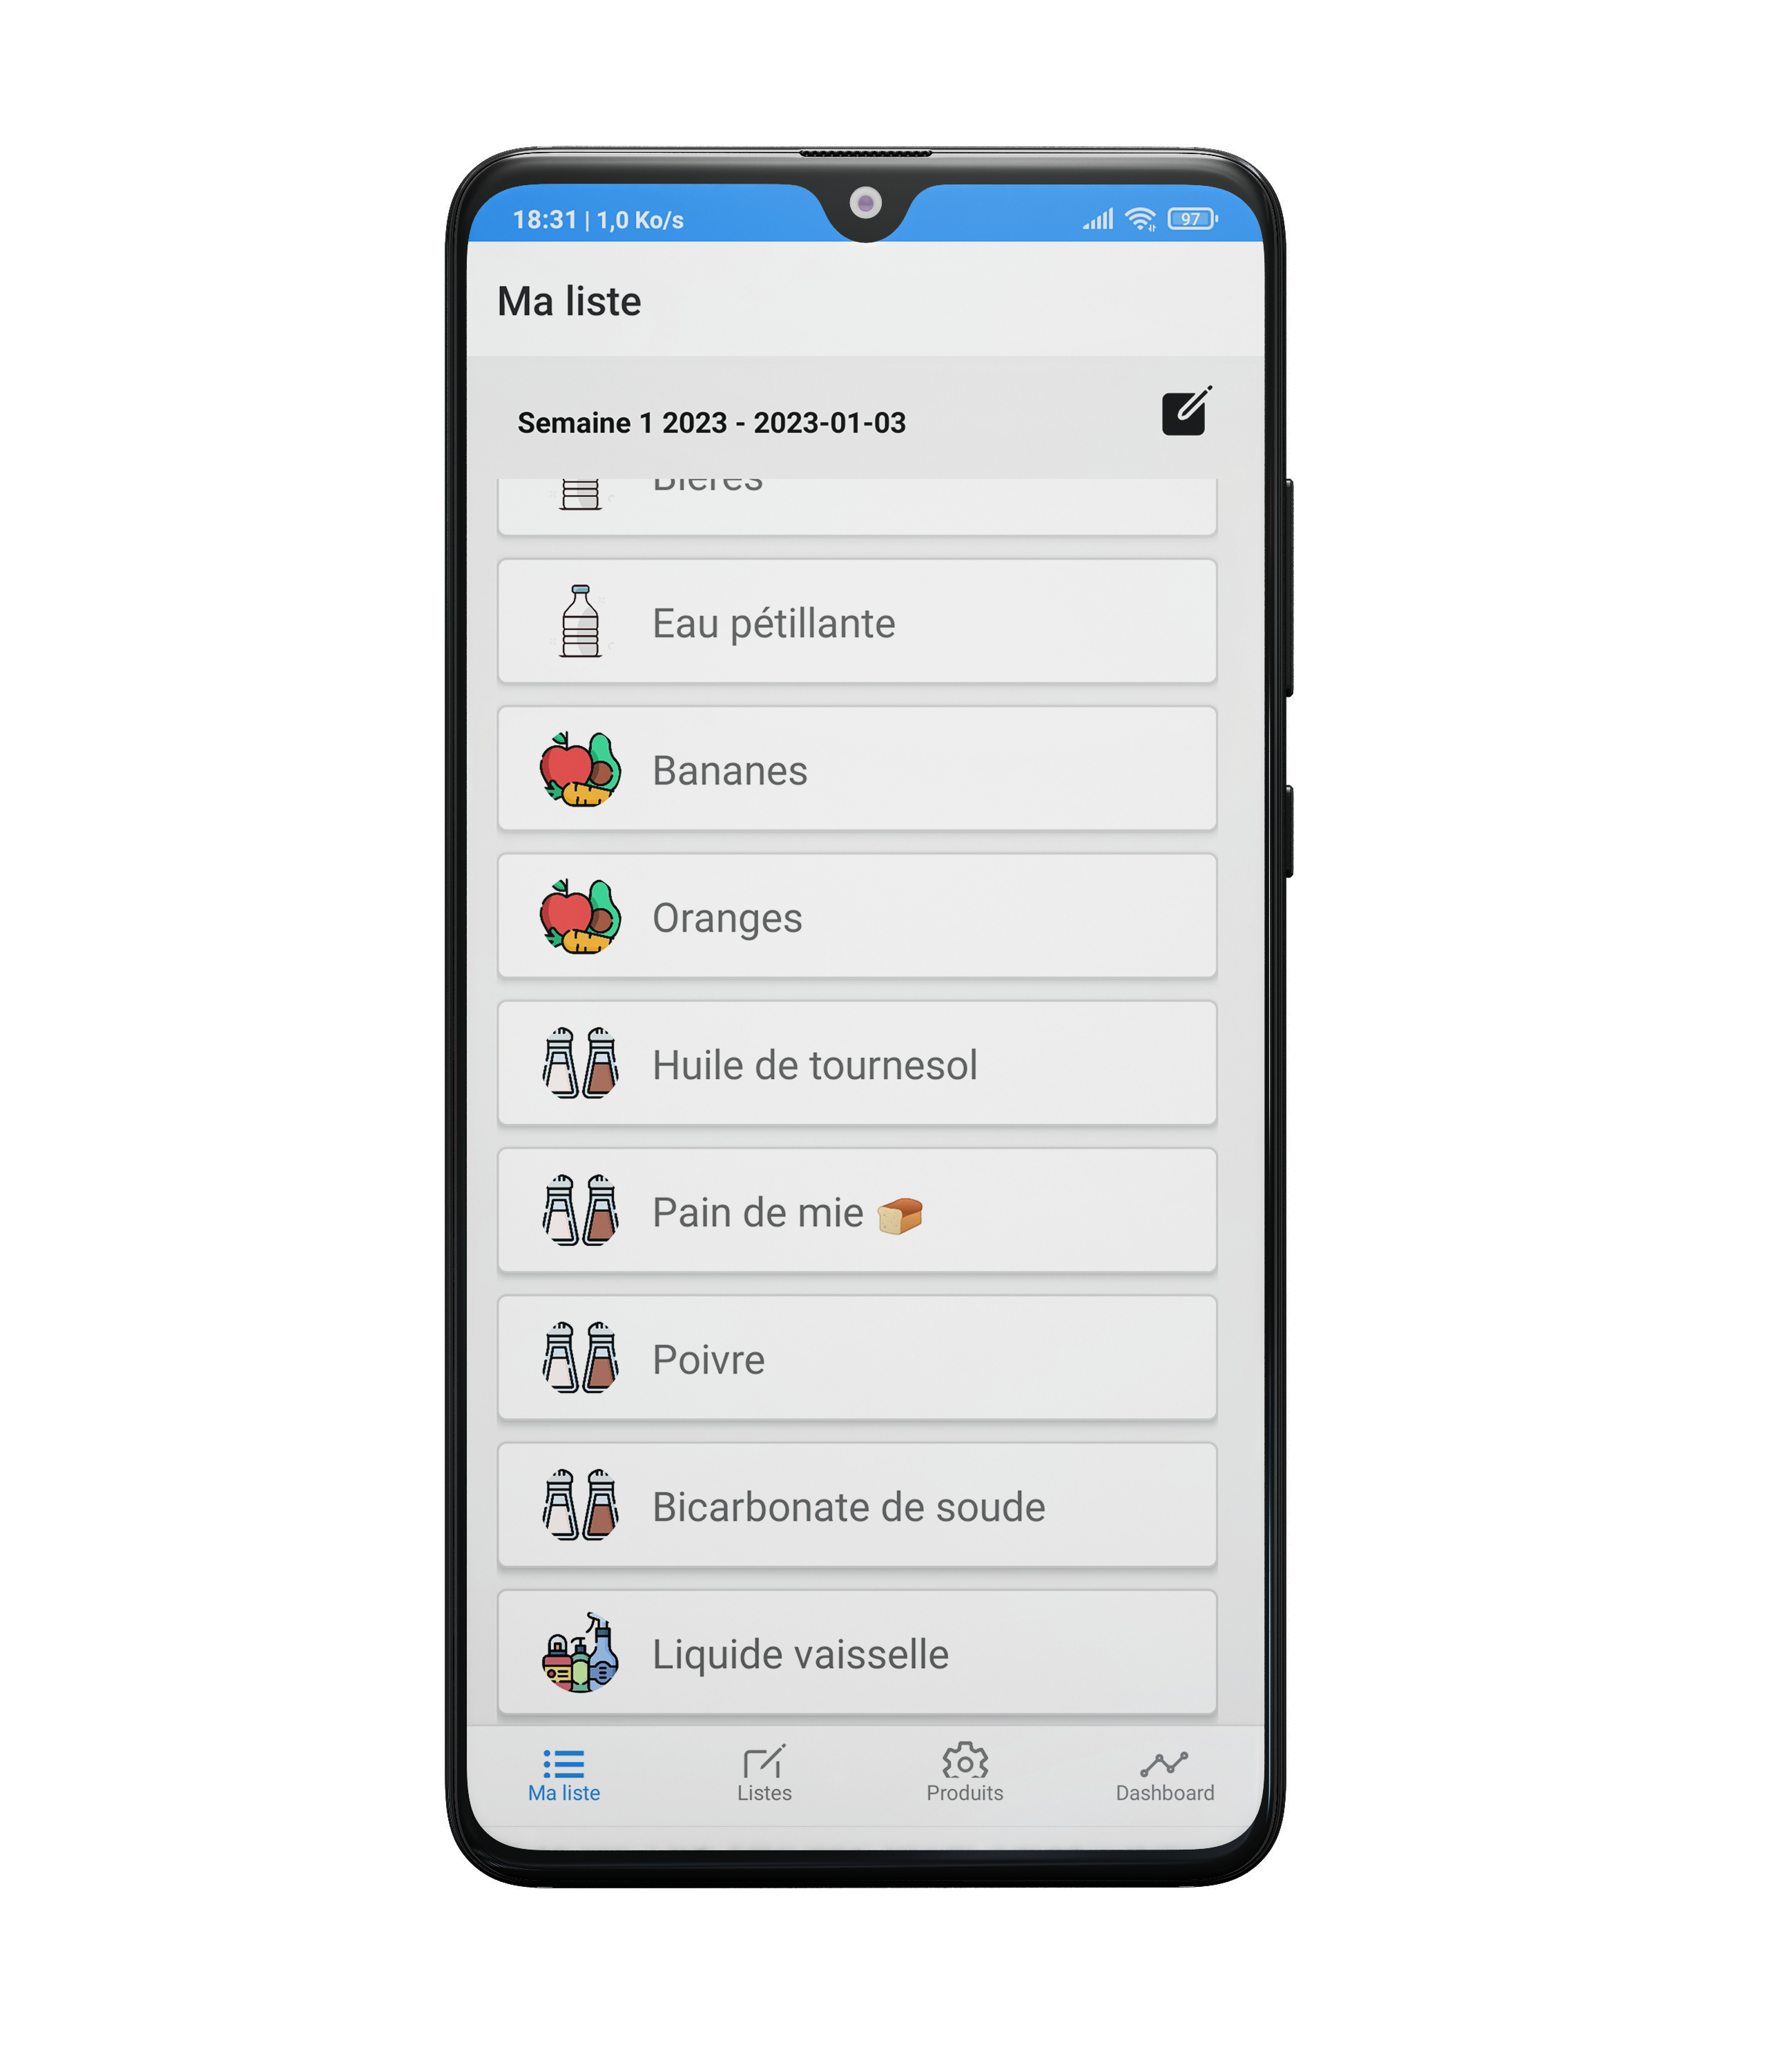 18:31 | 1,0 Ko/s
97
Ma liste
Semaine 1 2023 - 2023-01-03
Bières
Eau pétillante
Bananes
Oranges
Huile de tournesol
Pain de mie 🍞
Poivre
Bicarbonate de soude
Liquide vaisselle
Ma liste
Listes
Produits
Dashboard